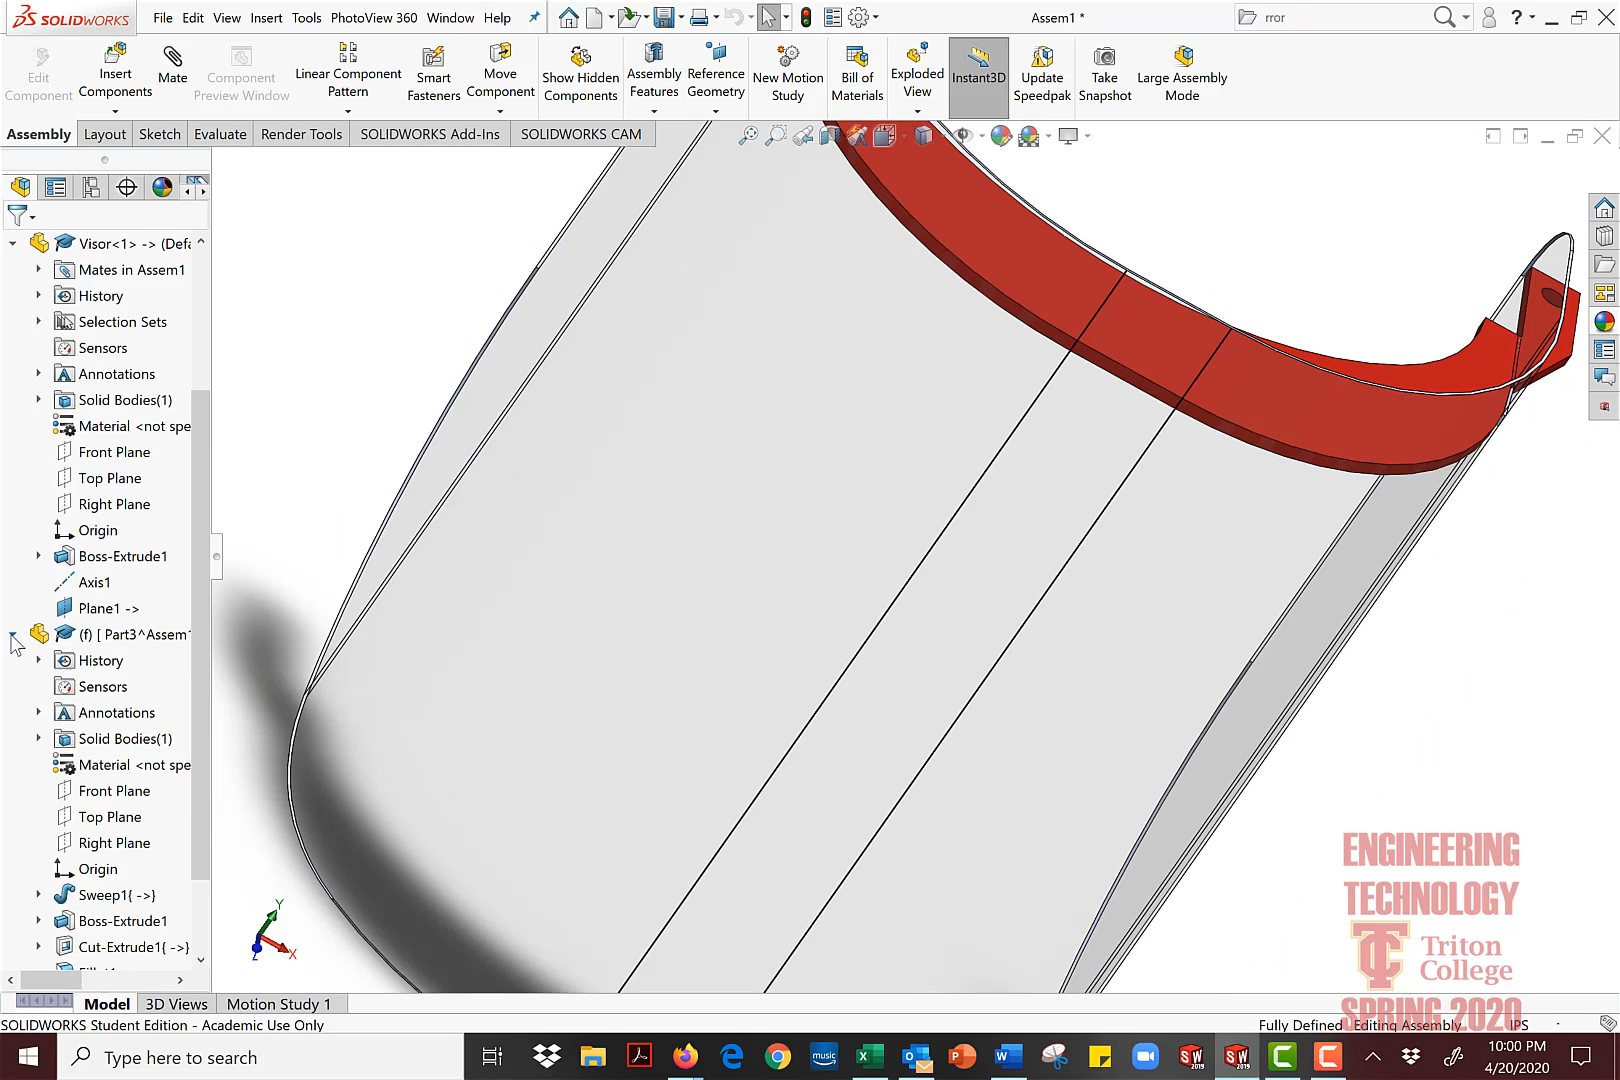 SOLIDWORKS
File Edit View Insert Tools PhotoView 360 Window Help
Assem1 *
rror
Edit Component
Insert Components
Mate
Component Preview Window
Linear Component Pattern
Smart Fasteners
Move Component
Show Hidden Components
Assembly Features
Reference Geometry
New Motion Study
Bill of Materials
Exploded View
Instant3D
Update Speedpak
Take Snapshot
Large Assembly Mode
Assembly Layout Sketch Evaluate Render Tools SOLIDWORKS Add-Ins SOLIDWORKS CAM
Visor<1> -> (Defa
Mates in Assem1
History
Selection Sets
Sensors
Annotations
Solid Bodies(1)
Material <not spe
Front Plane
Top Plane
Right Plane
Origin
Boss-Extrude1
Axis1
Plane1 ->
(f) [ Part3^Assem1
History
Sensors
Annotations
Solid Bodies(1)
Material <not spe
Front Plane
Top Plane
Right Plane
Origin
Sweep1{ ->}
Boss-Extrude1
Cut-Extrude1{ ->}
Y
X
Z
ENGINEERING
TECHNOLOGY
TC Triton College
SPRING 2020
Model 3D Views Motion Study 1
SOLIDWORKS Student Edition - Academic Use Only
Fully Defined Editing Assembly IPS
Type here to search
music
SW 2019
SW 2019
10:00 PM
4/20/2020